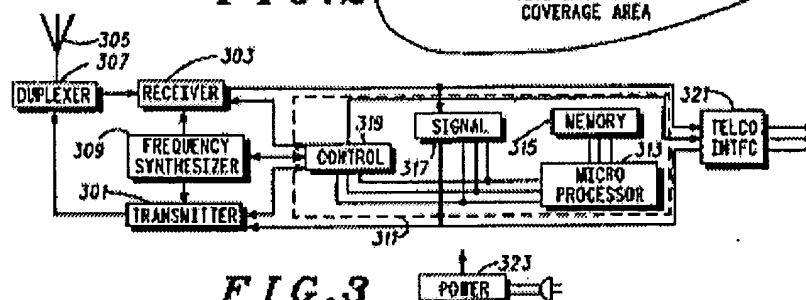 COVERAGE AREA
305
307
303
DUPLEXER
RECEIVER
321
319
SIGNAL
MEMORY
TELCO
INTFC
309
FREQUENCY
SYNTHESIZER
CONTROL
317
315
313
MICRO
PROCESSOR
301
TRANSMITTER
311
FIG.3
323
POWER